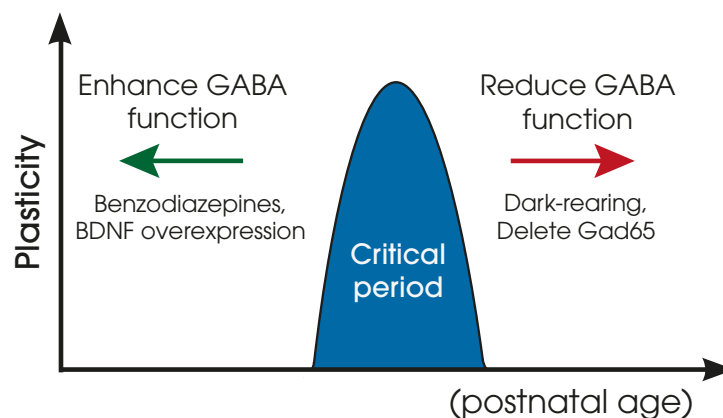 Plasticity
Enhance GABA
function
Benzodiazepines,
BDNF overexpression
Critical
period
Reduce GABA
function
Dark-rearing,
Delete Gad65
(postnatal age)